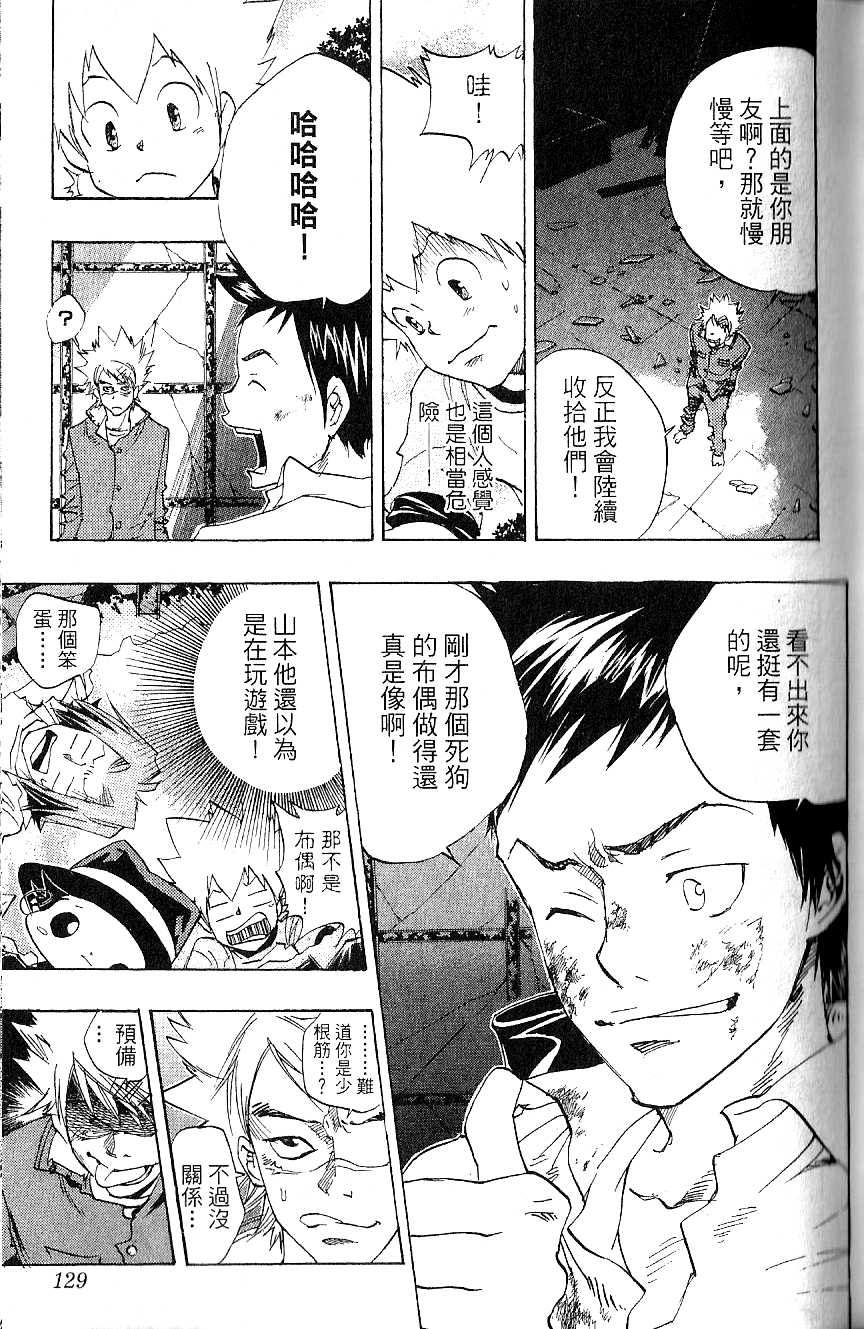 上面的是你朋
友啊？那就慢
慢等吧，
反正我會陸續
收拾他們！
哇！
這個人感覺
也是相當危
險——！
哈哈哈哈！
？
看不出來你
還挺有一套
的呢，
剛才那個死狗
的布偶做得還
真是像啊！
山本他還以為
是在玩遊戲！
那個笨
蛋……
那不是
布偶啊！
………難
道你是少
根筋…？
不過沒
關係…
預備
…
129